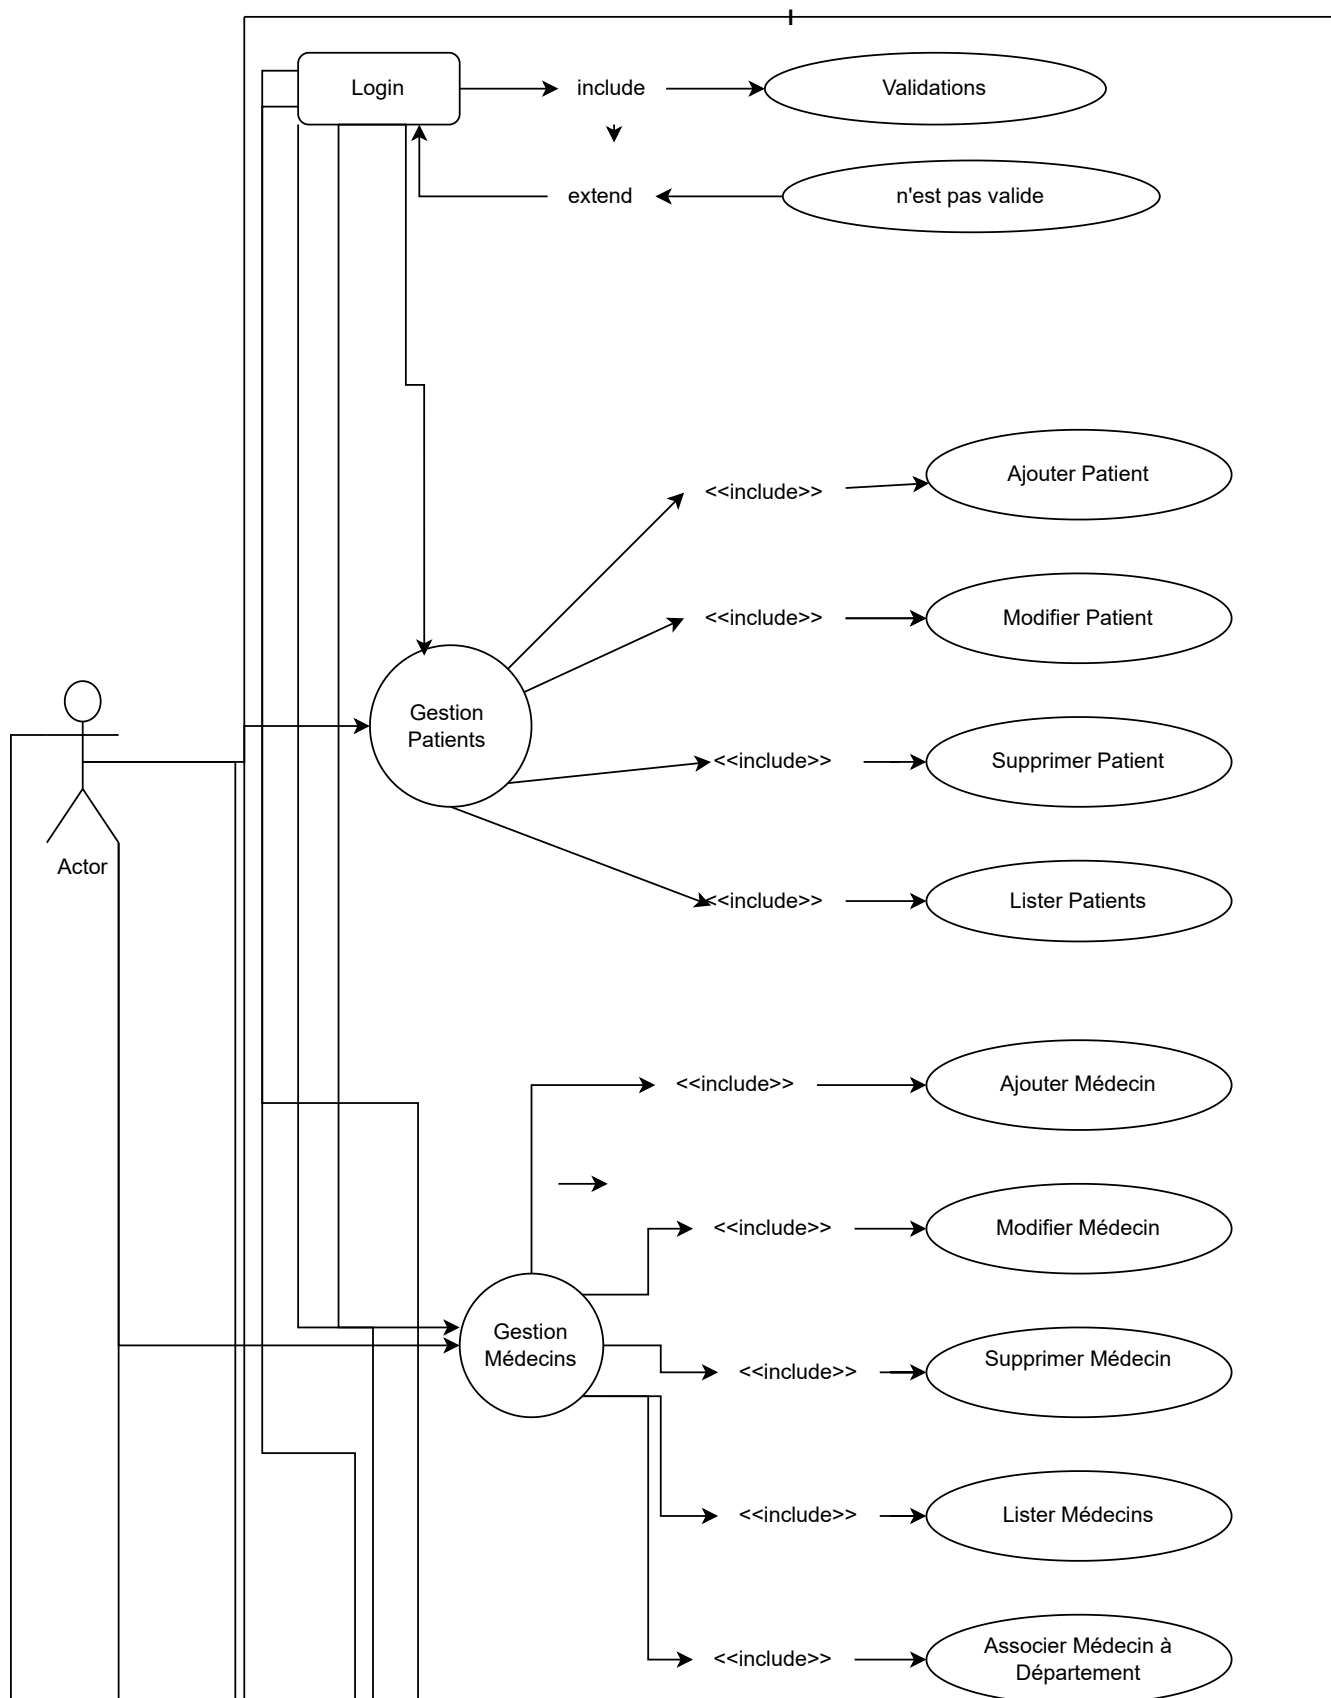 Login
include
Validations
extend
n'est pas valide
<<include>>
Ajouter Patient
<<include>>
Modifier Patient
Gestion
Patients
<<include>>
Supprimer Patient
Actor
<<include>>
Lister Patients
<<include>>
Ajouter Médecin
<<include>>
Modifier Médecin
Gestion
Médecins
<<include>>
Supprimer Médecin
<<include>>
Lister Médecins
<<include>>
Associer Médecin à
Département